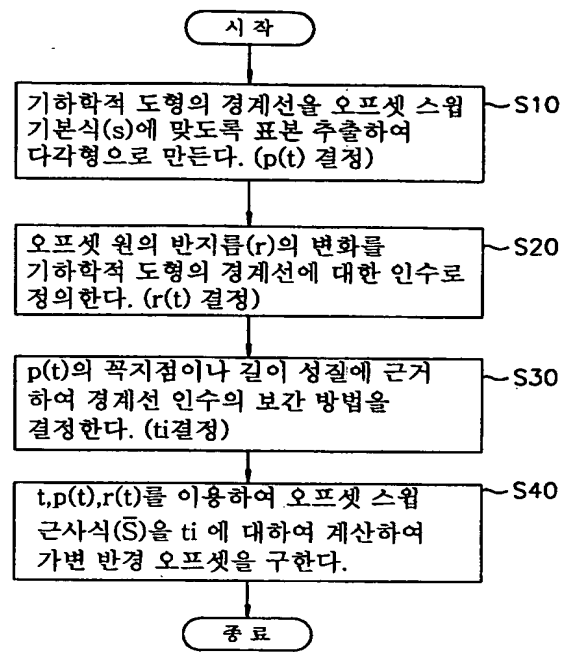 시 작
기하학적 도형의 경계선을 오프셋 스윕
기본식(s)에 맞도록 표본 추출하여
다각형으로 만든다. (p(t) 결정)
S10
오프셋 원의 반지름(r)의 변화를
기하학적 도형의 경계선에 대한 인수로
정의한다. (r(t) 결정)
S20
p(t)의 꼭지점이나 길이 성질에 근거
하여 경계선 인수의 보간 방법을
결정한다. (ti결정)
S30
t,p(t),r(t)를 이용하여 오프셋 스윕
근사식(S̅)을 ti 에 대하여 계산하여
가변 반경 오프셋을 구한다.
S40
종 료